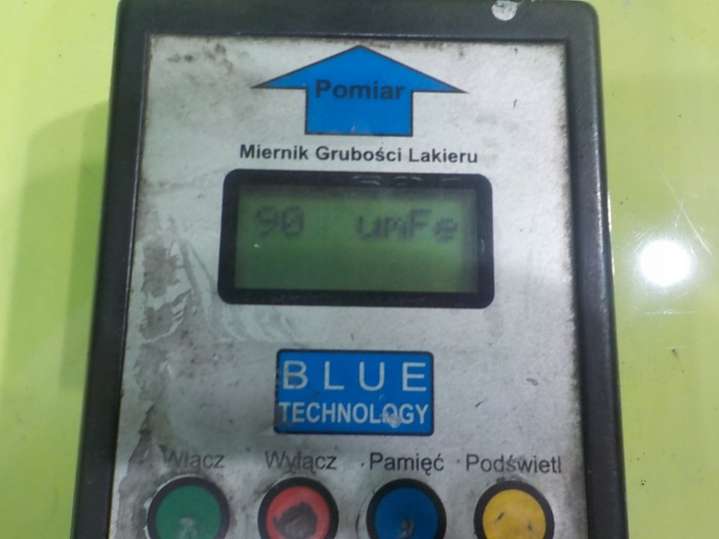 Pomiar
Miernik Grubości Lakieru
90 umFe
BLUE
TECHNOLOGY
Włącz Wyłącz Pamięć Podświetl